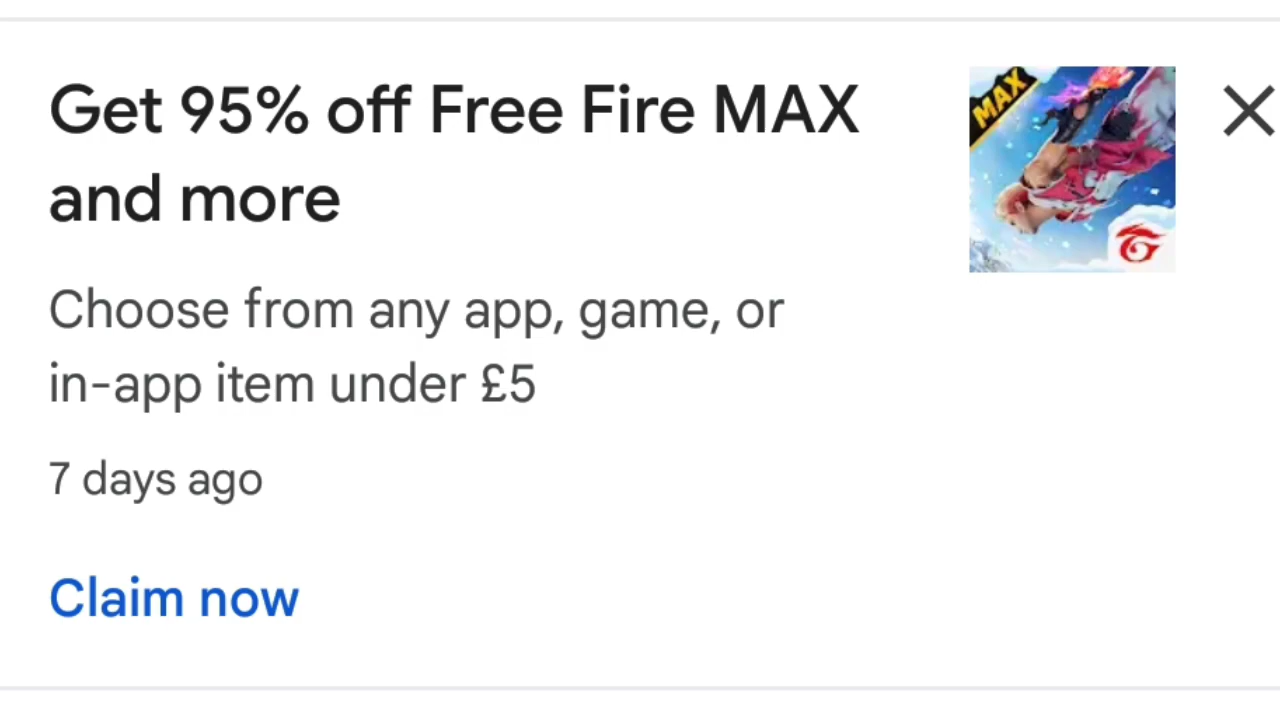 Get 95% off Free Fire MAX
and more
MAX
Choose from any app, game, or
in-app item under £5
7 days ago
Claim now